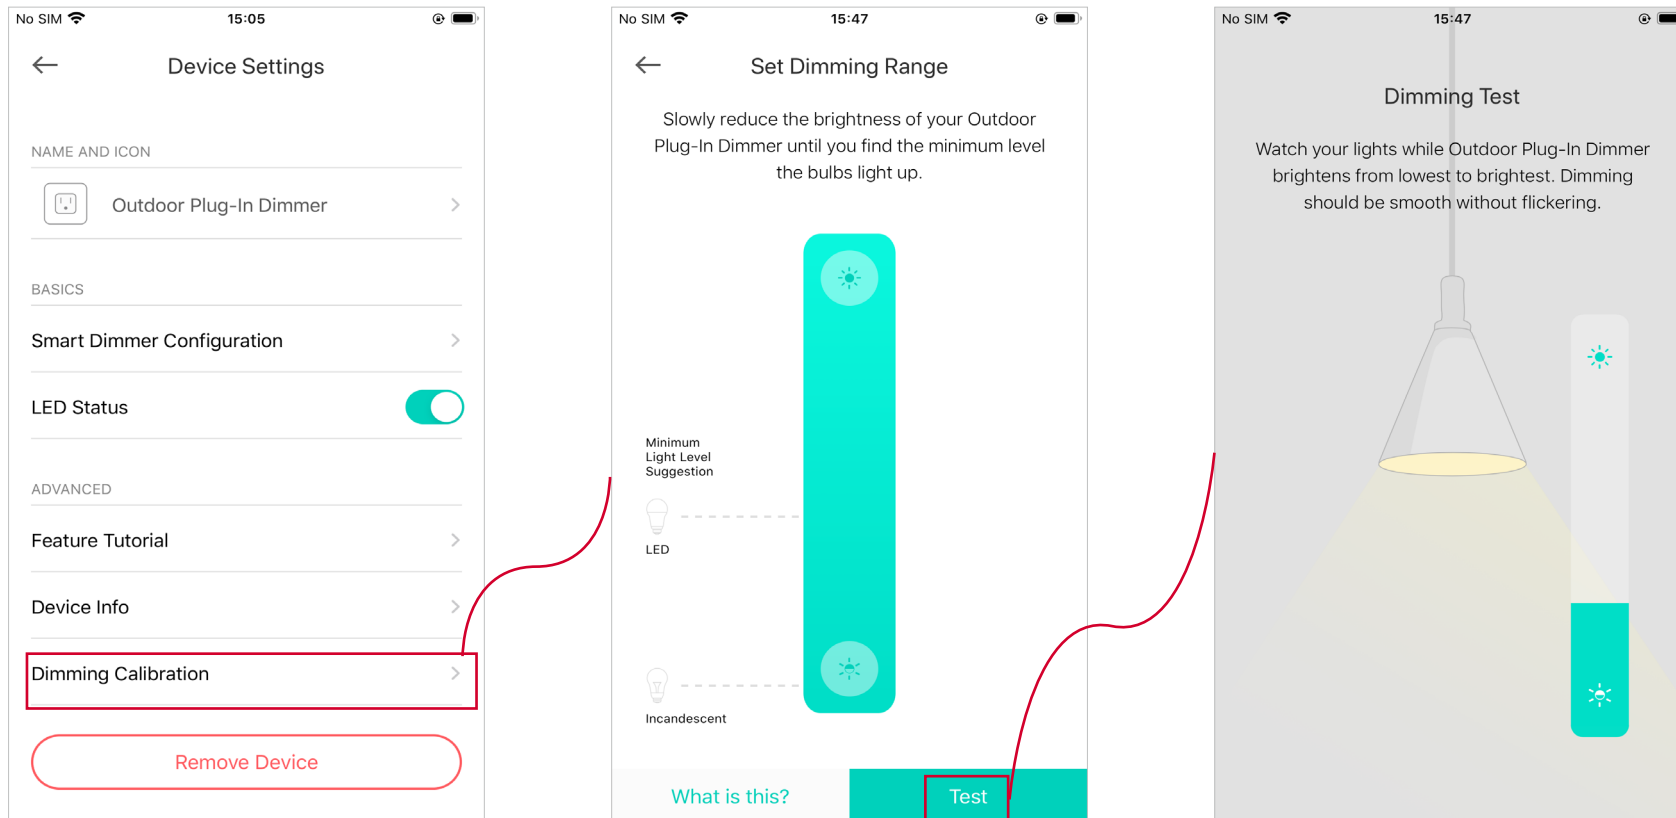 No SIM
15:05
Device Settings
NAME AND ICON
Outdoor Plug-In Dimmer
BASICS
Smart Dimmer Configuration
LED Status
ADVANCED
Feature Tutorial
Device Info
Dimming Calibration
Remove Device
No SIM
15:47
Set Dimming Range
Slowly reduce the brightness of your Outdoor
Plug-In Dimmer until you find the minimum level
the bulbs light up.
Minimum
Light Level
Suggestion
LED
Incandescent
What is this?
Test
No SIM
15:47
Dimming Test
Watch your lights while Outdoor Plug-In Dimmer
brightens from lowest to brightest. Dimming
should be smooth without flickering.